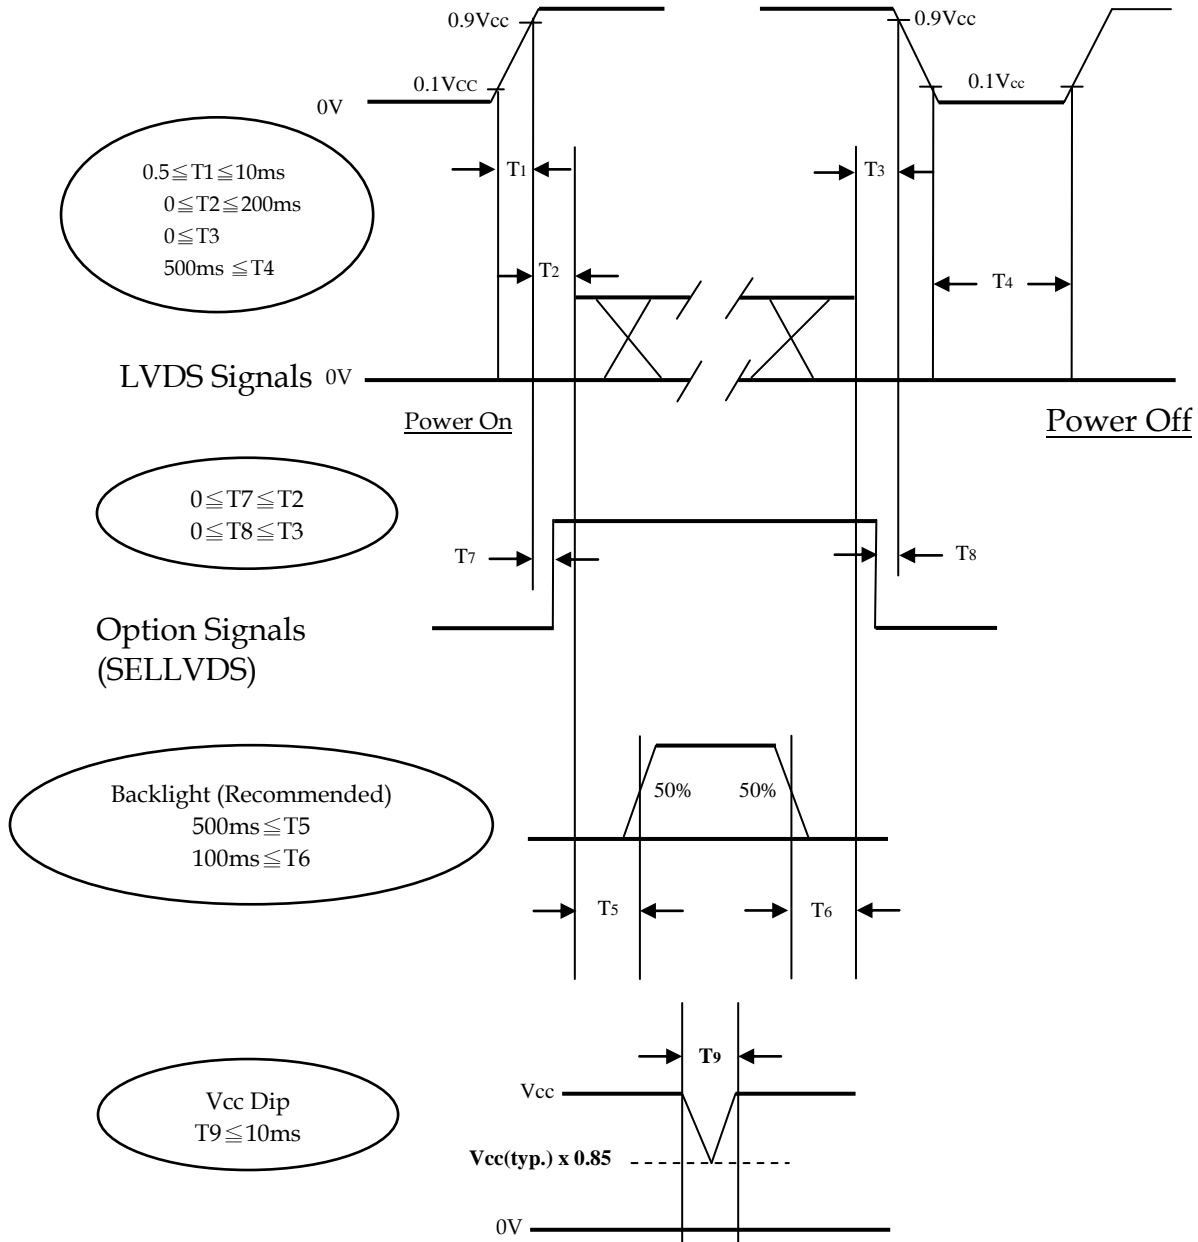 0.9Vcc
0.9Vcc
0.1VCC
0.1Vcc
0V
0.5≦T1≦10ms
0≦T2≦200ms
0≦T3
500ms ≦T4
T1
T3
T2
T4
LVDS Signals 0V
Power On
Power Off
0≦T7≦T2
0≦T8≦T3
T7
T8
Option Signals
(SELLVDS)
Backlight (Recommended)
500ms≦T5
100ms≦T6
50%
50%
T5
T6
T9
Vcc Dip
T9≦10ms
Vcc
Vcc(typ.) x 0.85
0V